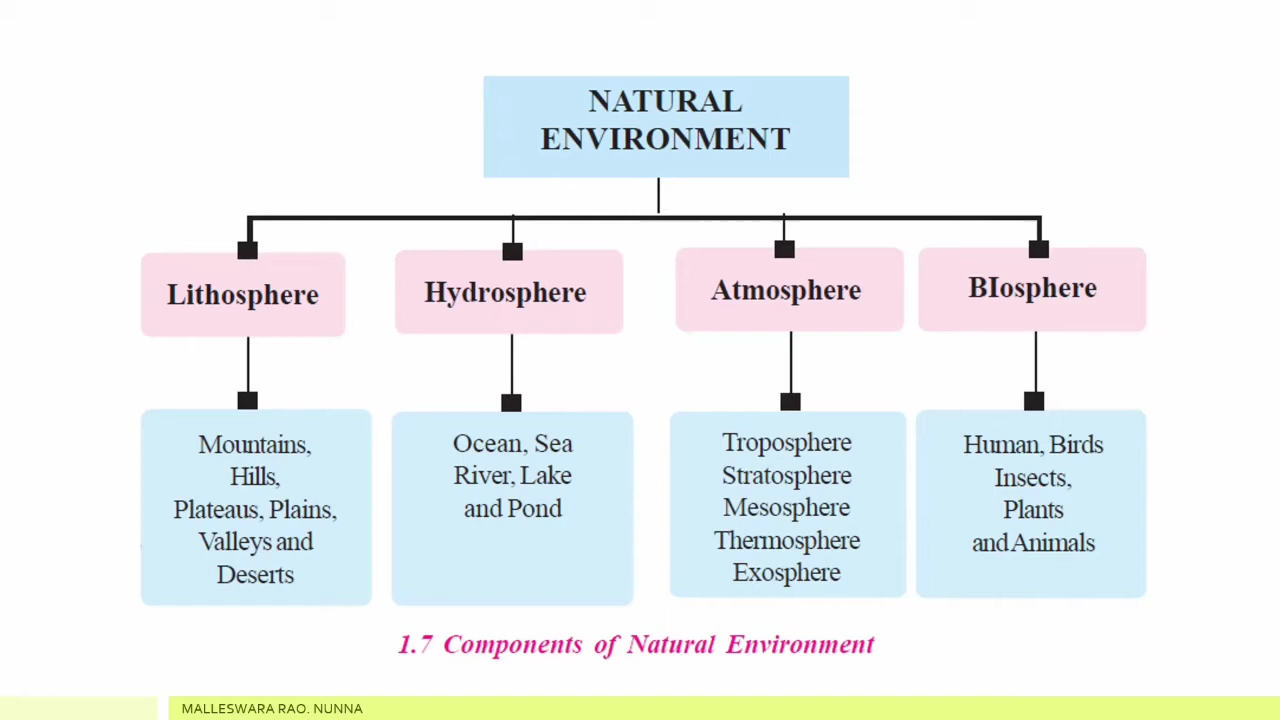 NATURAL
ENVIRONMENT
Lithosphere
Hydrosphere
Atmosphere
BIosphere
Mountains,
Hills,
Plateaus, Plains,
Valleys and
Deserts
Ocean, Sea
River, Lake
and Pond
Troposphere
Stratosphere
Mesosphere
Thermosphere
Exosphere
Human, Birds
Insects,
Plants
and Animals
1.7 Components of Natural Environment
MALLESWARA RAO. NUNNA